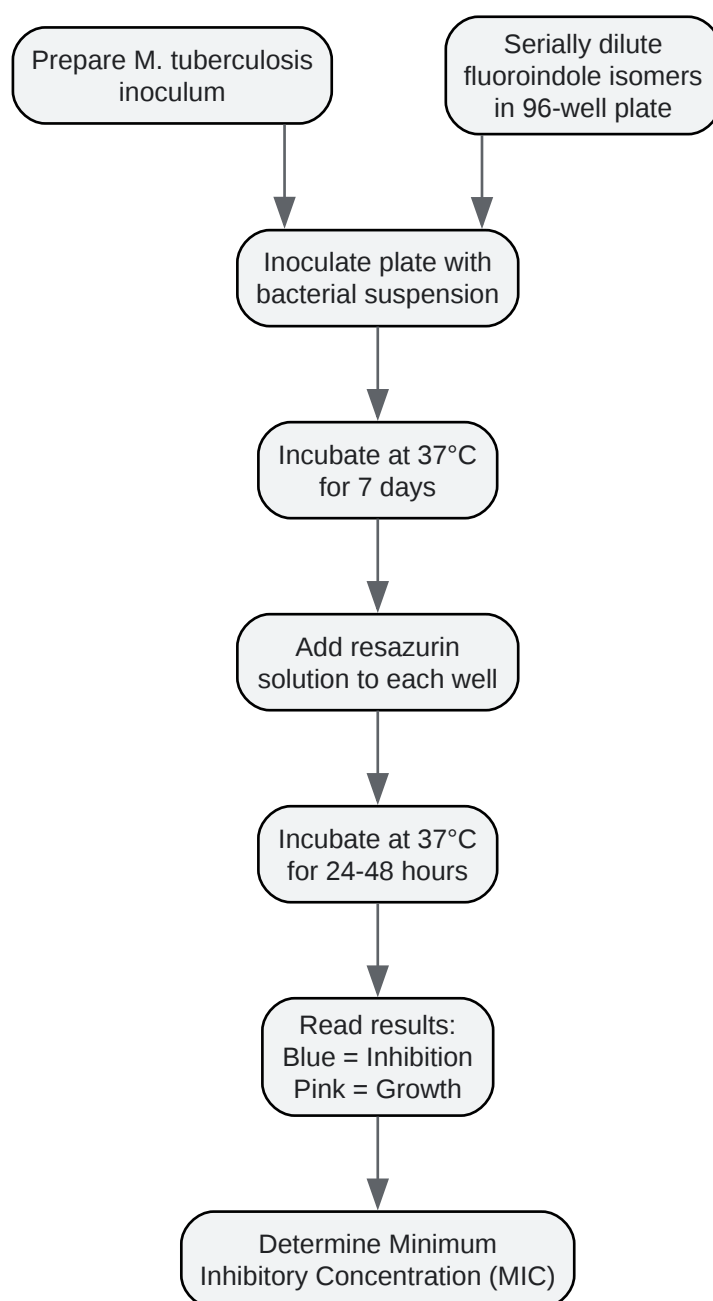 Prepare M. tuberculosis
inoculum
Serially dilute
fluoroindole isomers
in 96-well plate
Inoculate plate with
bacterial suspension
Incubate at 37°C
for 7 days
Add resazurin
solution to each well
Incubate at 37°C
for 24-48 hours
Read results:
Blue = Inhibition
Pink = Growth
Determine Minimum
Inhibitory Concentration (MIC)